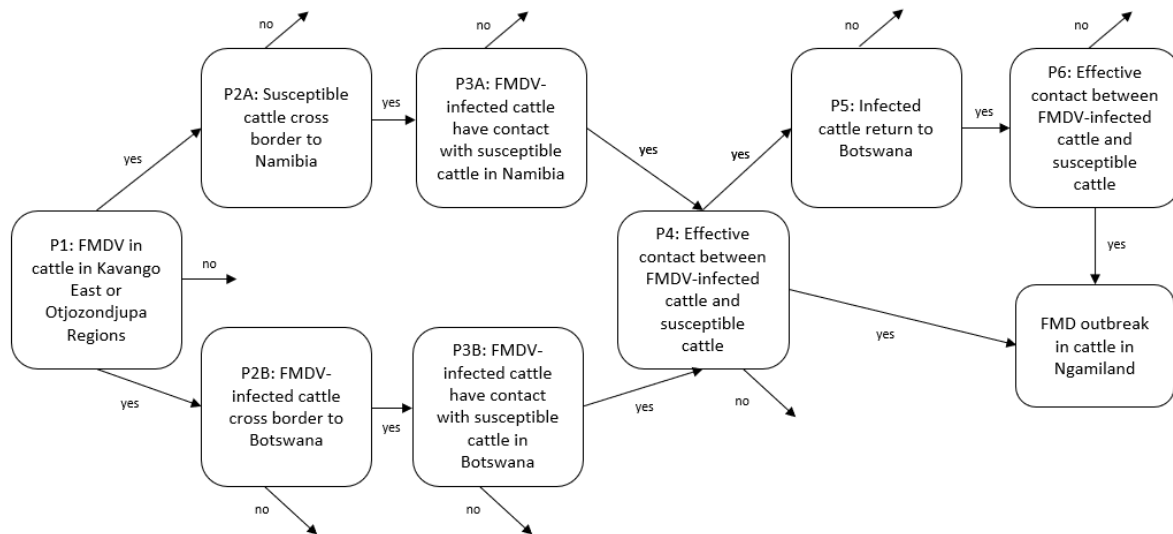 P1: FMDV in
cattle in Kavango
East or
Otjozondjupa
Regions
yes
no
yes
P2A: Susceptible
cattle cross
border to
Namibia
no
yes
P3A: FMDV-
infected cattle
have contact
with susceptible
cattle in Namibia
no
yes
P2B: FMDV-
infected cattle
cross border to
Botswana
no
yes
P3B: FMDV-
infected cattle
have contact
with susceptible
cattle in
Botswana
no
yes
P4: Effective
contact between
FMDV-infected
cattle and
susceptible
cattle
yes
no
yes
P5: Infected
cattle return to
Botswana
no
yes
P6: Effective
contact between
FMDV-infected
cattle and
susceptible
cattle
no
yes
FMD outbreak
in cattle in
Ngamiland